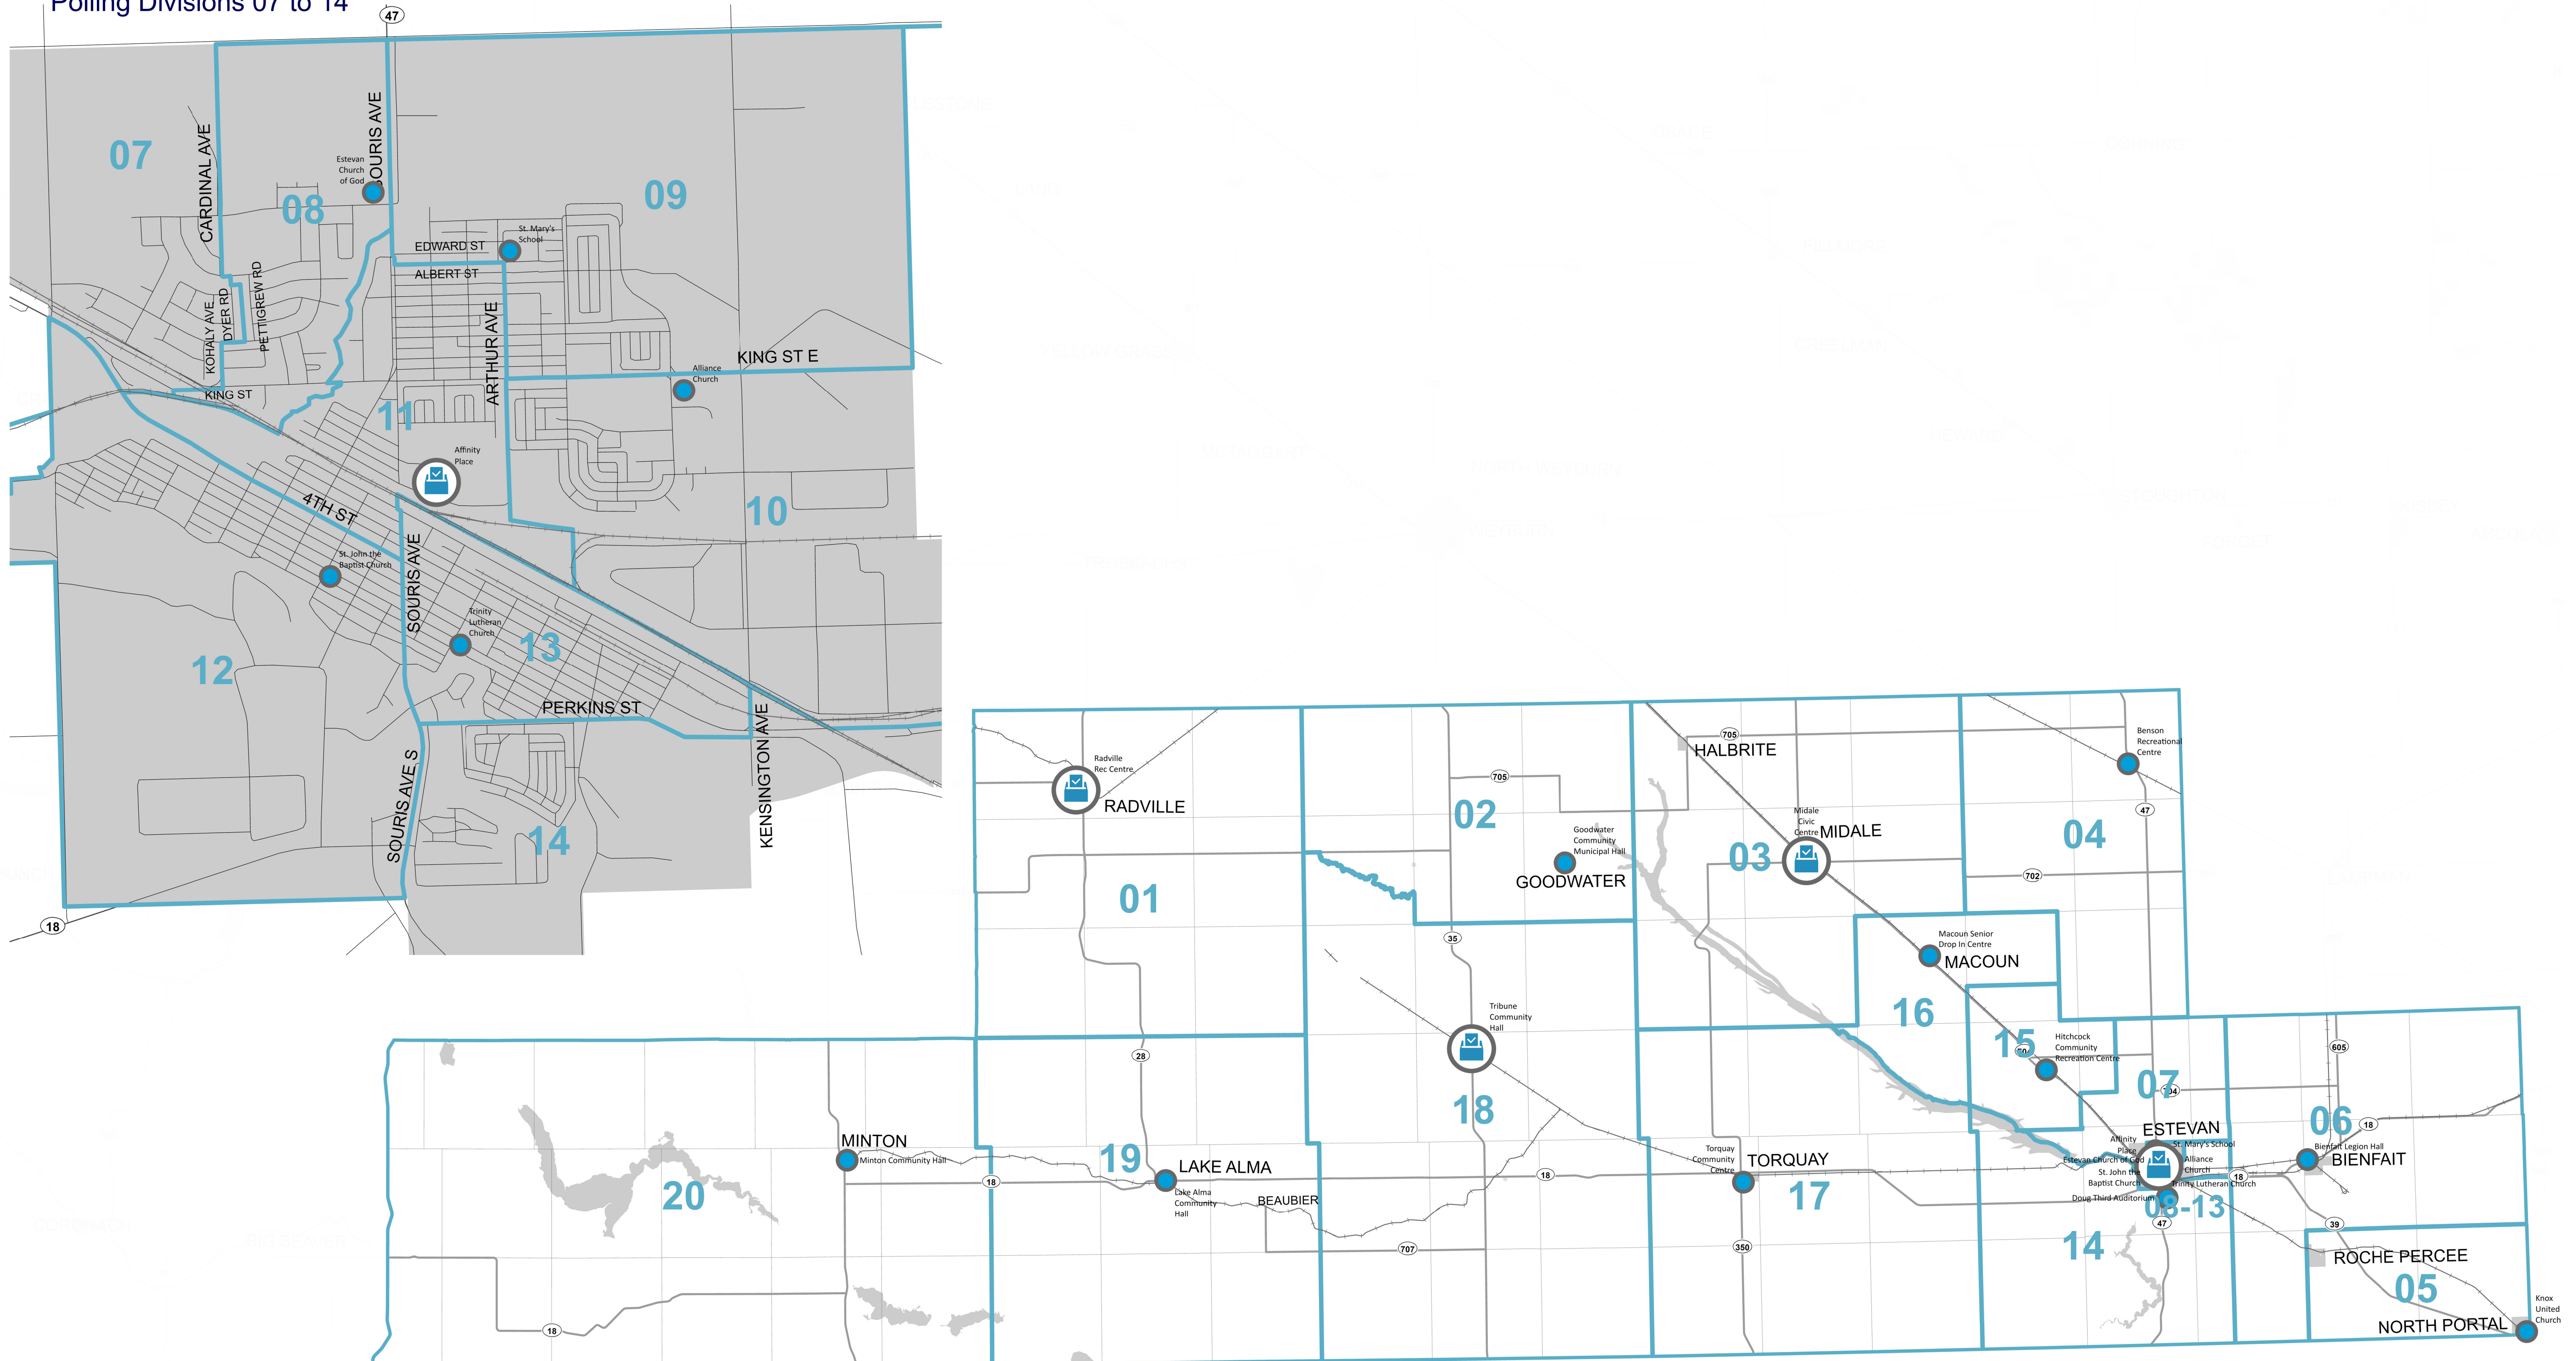 Polling Divisions 07 to 14
47
07
CARDINAL AVE
SOURIS AVE
Estevan
Church
of God
08
09
St. Mary's
School
EDWARD ST
ALBERT ST
KOHALY AVE
DYER RD
PETTIGREW RD
ARTHUR AVE
KING ST E
Alliance
Church
KING ST
11
Affinity
Place
10
4TH ST
St. John the
Baptist Church
SOURIS AVE
Trinity
Lutheran
Church
13
12
PERKINS ST
KENSINGTON AVE
SOURIS AVE S
14
18
Radville
Rec Centre
RADVILLE
01
705
02
Goodwater
Community
Municipal Hall
GOODWATER
35
705
HALBRITE
Midale
Civic
Centre
MIDALE
03
Benson
Recreational
Centre
47
04
702
Macoun Senior
Drop In Centre
MACOUN
16
15
Hitchcock
Community
Recreation Centre
07
Tribune
Community
Hall
18
28
605
06
18
MINTON
Minton Community Hall
20
18
19
LAKE ALMA
Lake Alma
Community
Hall
18
BEAUBIER
707
18
Torquay
Community
Centre
TORQUAY
17
350
ESTEVAN
Affinity
Place
St. Mary's School
Estevan Church of God
Alliance
Church
St. John the
Baptist Church
Trinity Lutheran Church
Doug Third Auditorium
08-13
47
14
18
Bienfait Legion Hall
BIENFAIT
39
ROCHE PERCEE
05
NORTH PORTAL
Knox
United
Church